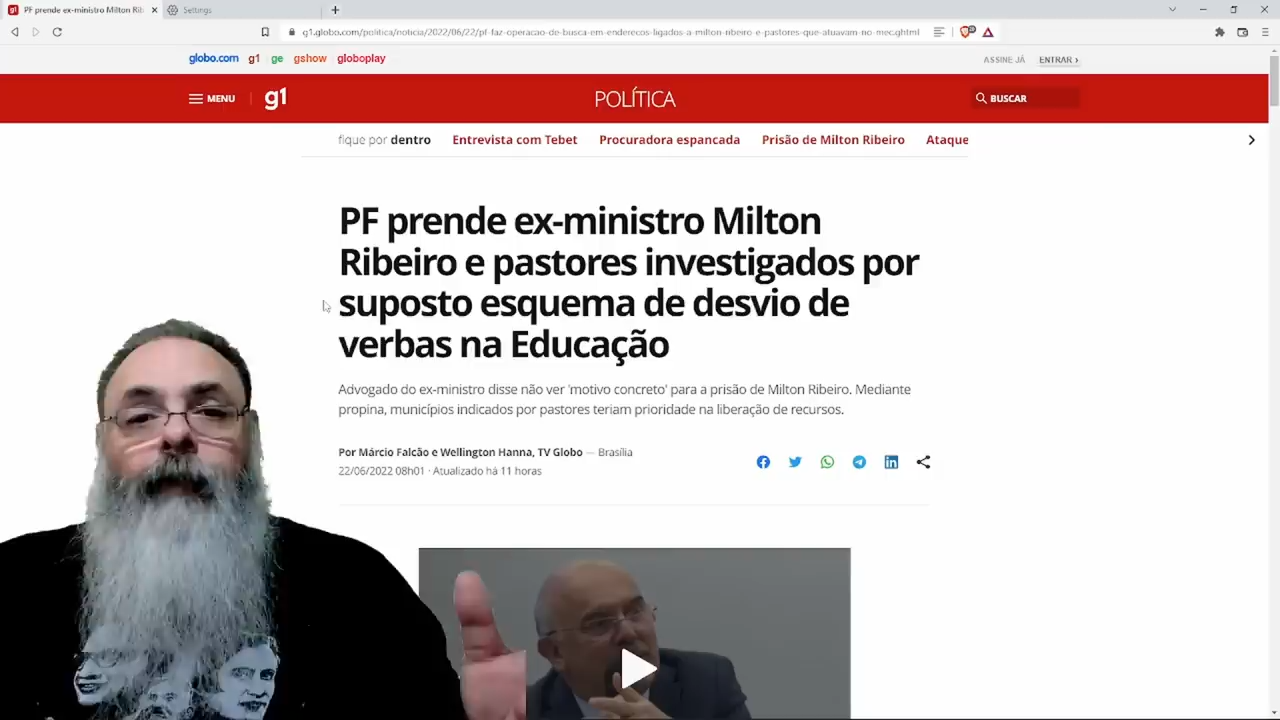 PF prende ex-ministro Milton Rib
Settings
g1.globo.com/politica/noticia/2022/06/22/pf-faz-operacao-de-busca-em-enderecos-ligados-a-milton-ribeiro-e-pastores-que-atuavam-no-mec.ghtml
globo.com g1 ge gshow globoplay
ASSINE JÁ ENTRAR ›
MENU g1 POLÍTICA BUSCAR
fique por dentro Entrevista com Tebet Procuradora espancada Prisão de Milton Ribeiro Ataque
PF prende ex-ministro Milton
Ribeiro e pastores investigados por
suposto esquema de desvio de
verbas na Educação
Advogado do ex-ministro disse não ver 'motivo concreto' para a prisão de Milton Ribeiro. Mediante
propina, municípios indicados por pastores teriam prioridade na liberação de recursos.
Por Márcio Falcão e Wellington Hanna, TV Globo — Brasília
22/06/2022 08h01 · Atualizado há 11 horas